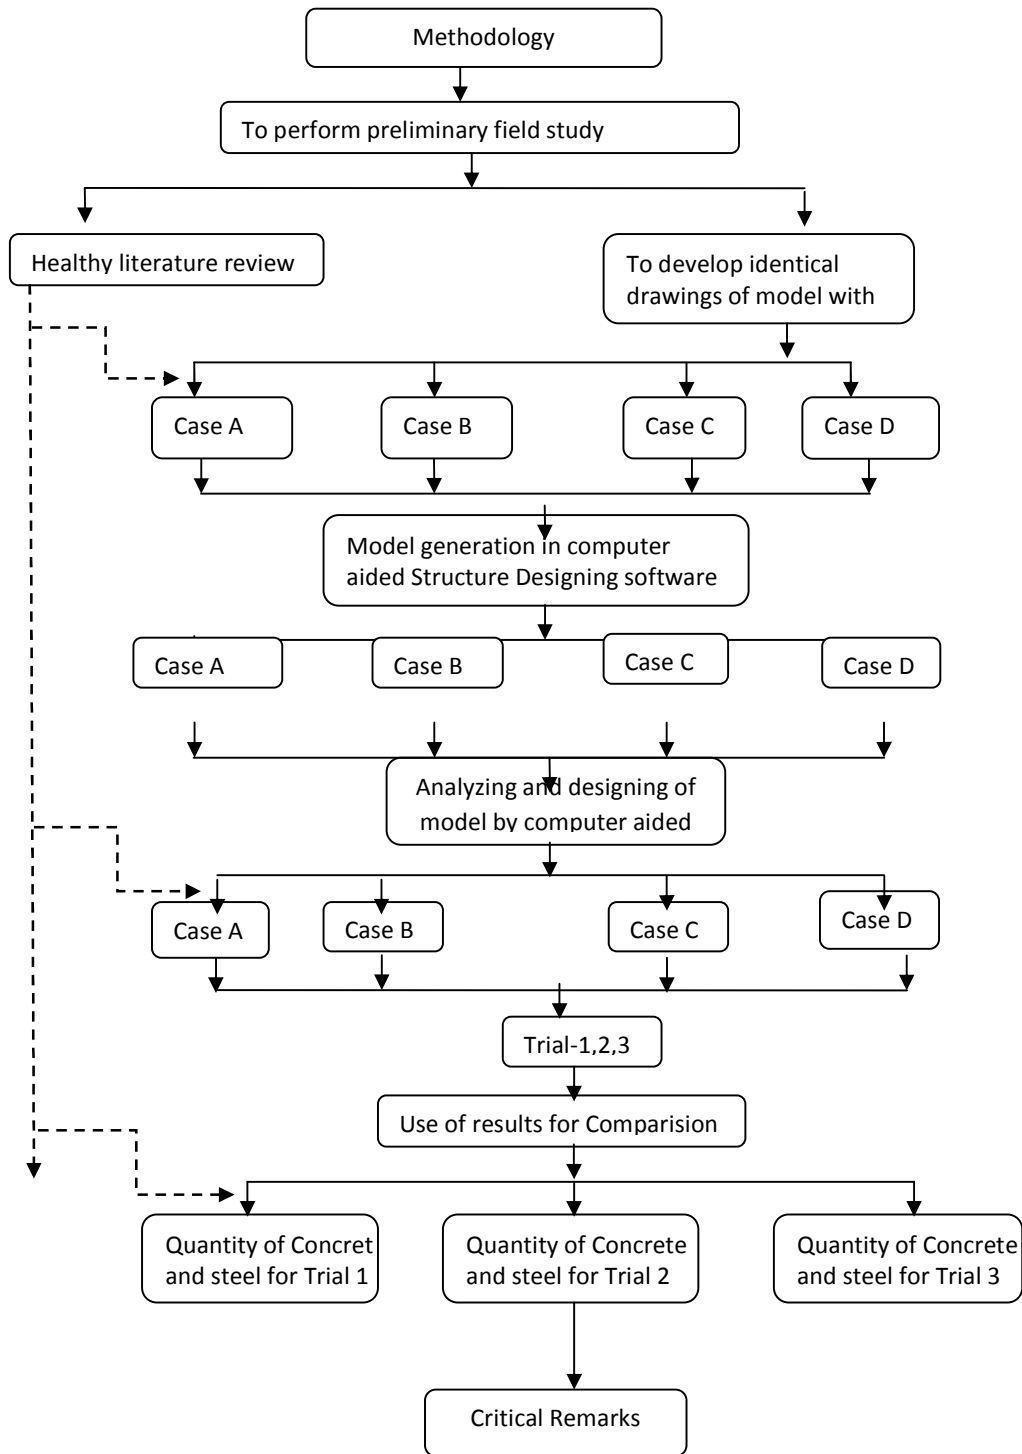 Methodology
To perform preliminary field study
Healthy literature review
To develop identical
drawings of model with
Case A
Case B
Case C
Case D
Model generation in computer
aided Structure Designing software
Case A
Case B
Case C
Case D
Analyzing and designing of
model by computer aided
Case A
Case B
Case C
Case D
Trial-1,2,3
Use of results for Comparision
Quantity of Concret
and steel for Trial 1
Quantity of Concrete
and steel for Trial 2
Quantity of Concrete
and steel for Trial 3
Critical Remarks